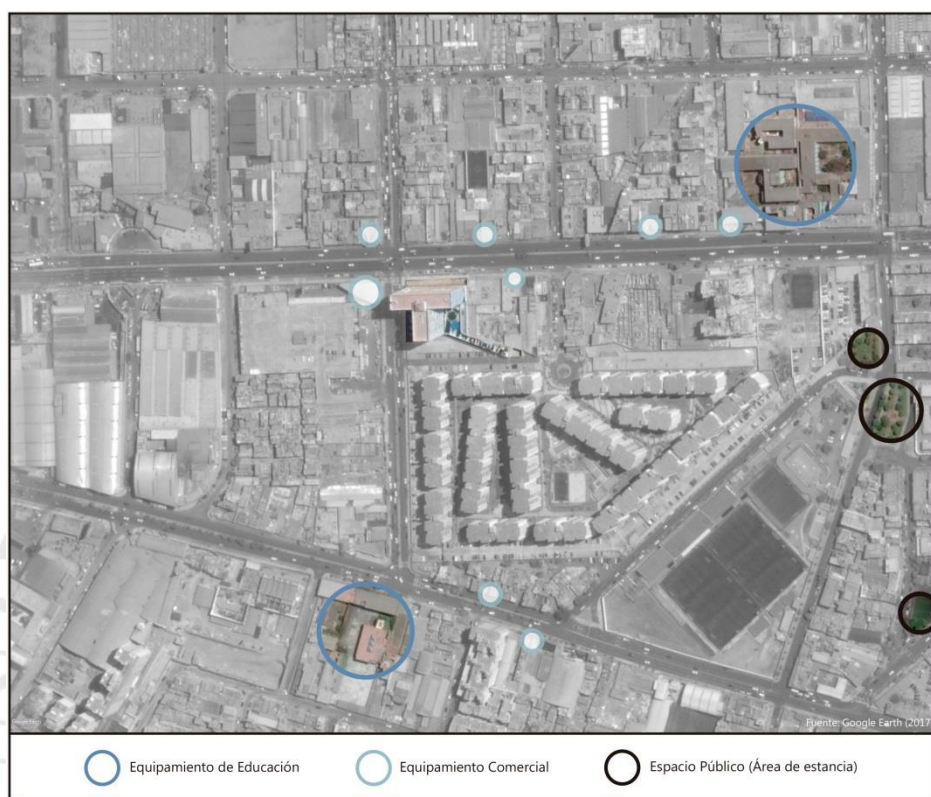 Fuente: Google Earth (2017
Equipamiento de Educación
Equipamiento Comercial
Espacio Público (Área de estancia)